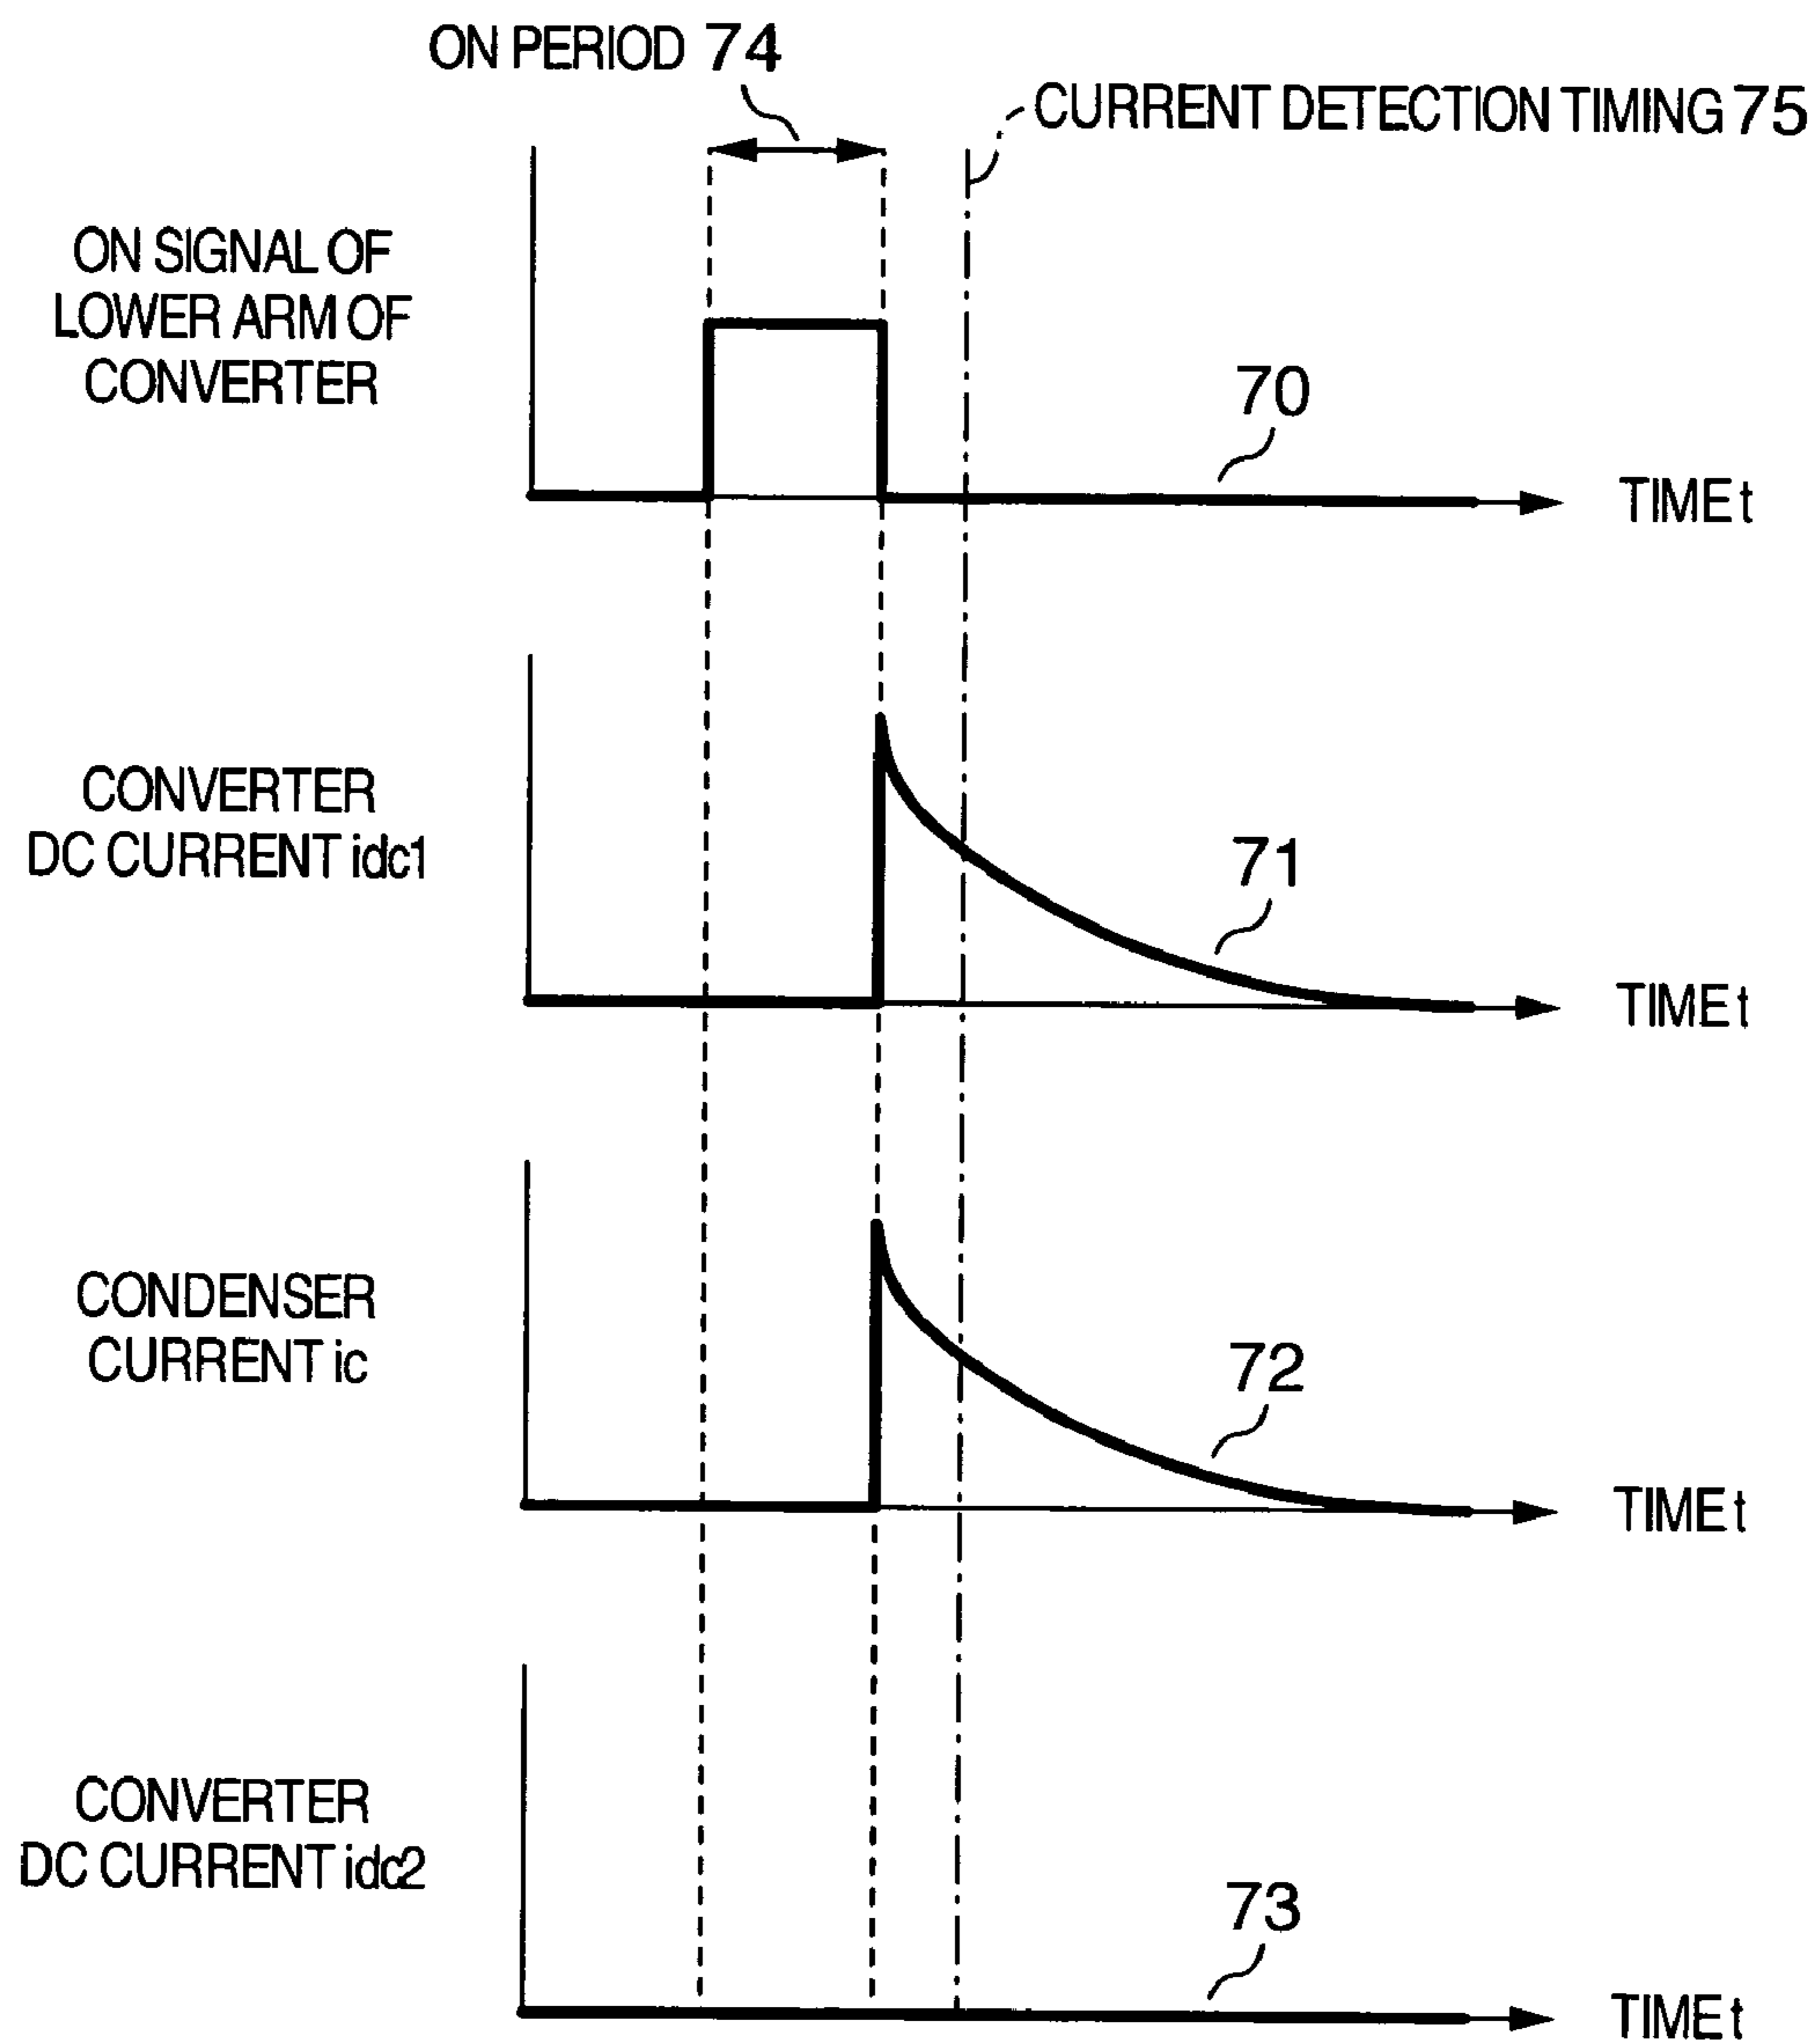 ON PERIOD 74
CURRENT DETECTION TIMING 75
ON SIGNAL OF
LOWER ARM OF
CONVERTER
70
TIME t
CONVERTER
DC CURRENT idc1
71
TIME t
CONDENSER
CURRENT ic
72
TIME t
CONVERTER
DC CURRENT idc2
73
TIME t